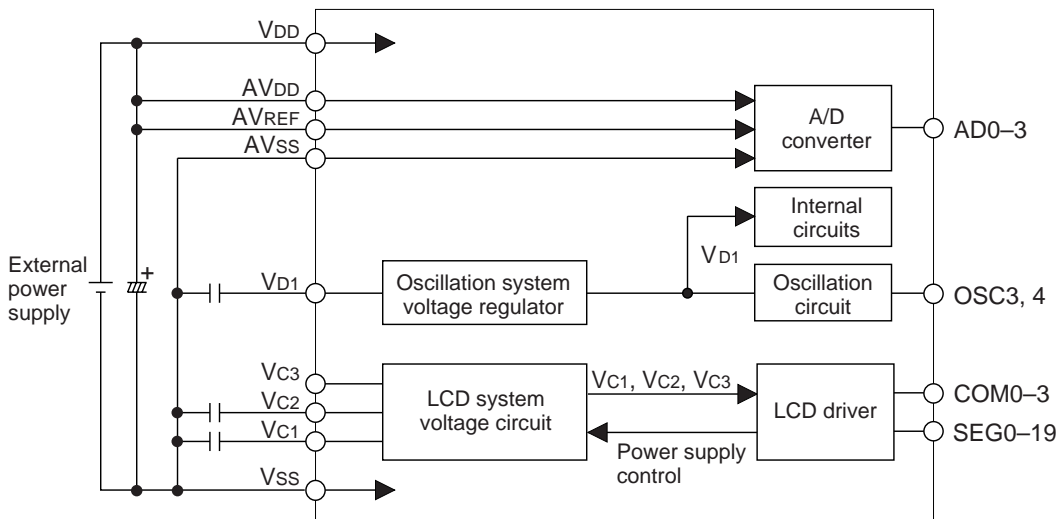 VDD
AVDD
AVREF
AVSS
A/D
converter
AD0–3
Internal
circuits
VD1
External
power
supply
+
VD1
Oscillation system
voltage regulator
Oscillation
circuit
OSC3, 4
VC3
VC2
VC1
LCD system
voltage circuit
VC1, VC2, VC3
LCD driver
COM0–3
SEG0–19
Power supply
control
VSS